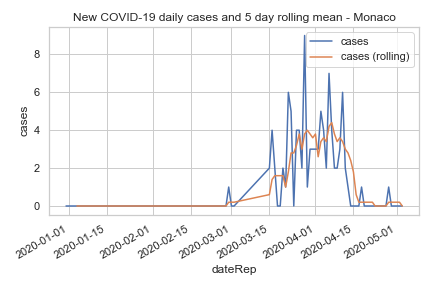 New COVID-19 daily cases and 5 day rolling mean - Monaco
cases
cases (rolling)
cases
8
6
4
2
0
2020-01-01
2020-01-15
2020-02-01
2020-02-15
2020-03-01
2020-03-15
2020-04-01
2020-04-15
2020-05-01
dateRep